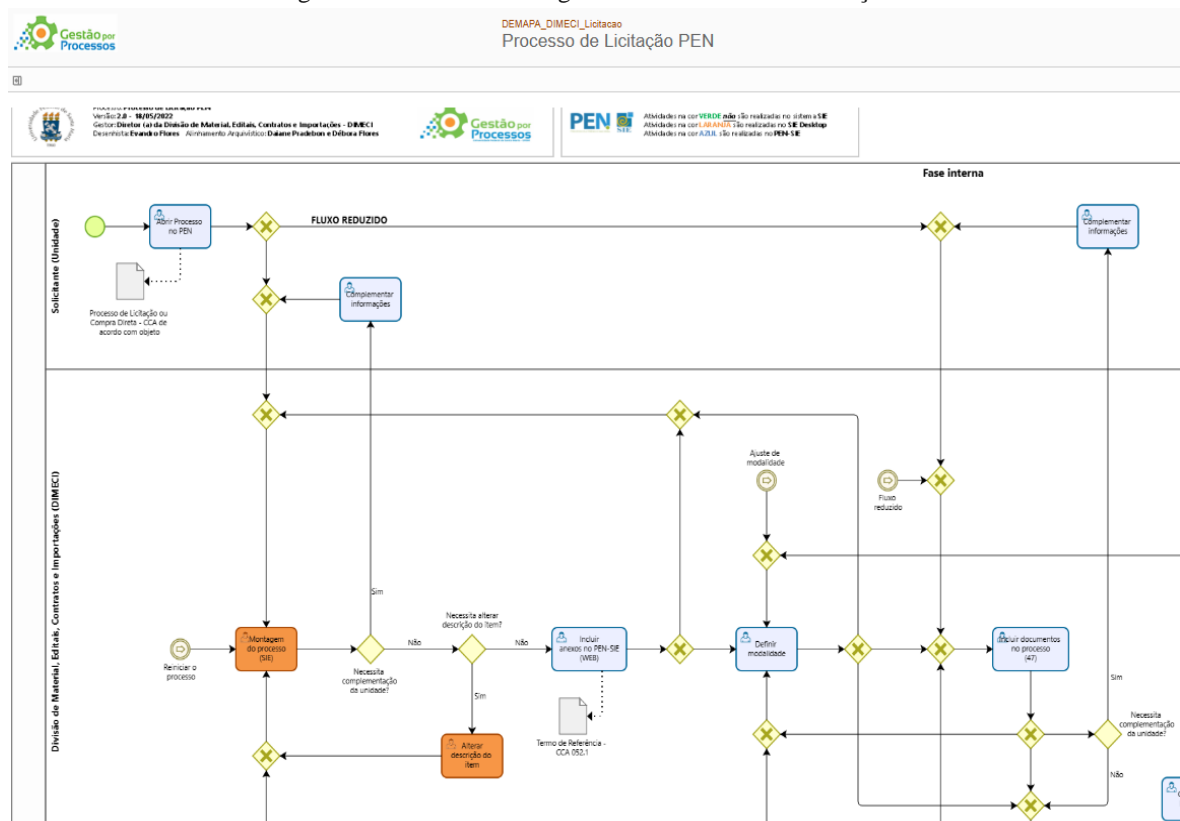 Gestão por
Processos
DEMAPA_DIMECI_Licitacao
Processo de Licitação PEN
Processo: Processo de Licitação PEN
Versão: 2.0 - 18/05/2022
Gestor: Diretor (a) da Divisão de Material, Editais, Contratos e Importações - DIMECI
Desenhista: Evandro Flores Alinhamento Arquivístico: Daiane Pradebon e Débora Flores
Gestão por
Processos
PEN SIE
Atividades na cor VERDE não são realizadas no sistema SIE
Atividades na cor LARANJA são realizadas no SIE Desktop
Atividades na cor AZUL são realizadas no PEN-SIE
Fase interna
Solicitante (Unidade)
Abrir Processo
no PEN
FLUXO REDUZIDO
Complementar
informações
Complementar
informações
Processo de Licitação ou
Compra Direta - CCA de
acordo com objeto
Divisão de Material, Editais, Contratos e Importações (DIMECI)
Ajuste de
modalidade
Fluxo
reduzido
Sim
Necessita alterar
descrição do item?
Reiniciar o
processo
Montagem
do processo
(SIE)
Não
Não
Necessita
complementação
da unidade?
Sim
Incluir
anexos no PEN-SIE
(WEB)
Definir
modalidade
Incluir documentos
no processo
(47)
Sim
Necessita
complementação
da unidade?
Não
Termo de Referência -
CCA 052.1
Alterar
descrição do
item